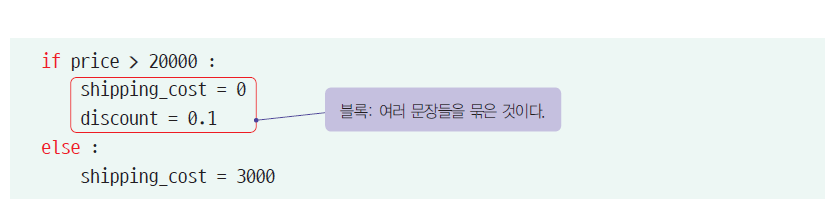 if price > 20000 :
    shipping_cost = 0
    discount = 0.1
블록: 여러 문장들을 묶은 것이다.
else :
    shipping_cost = 3000